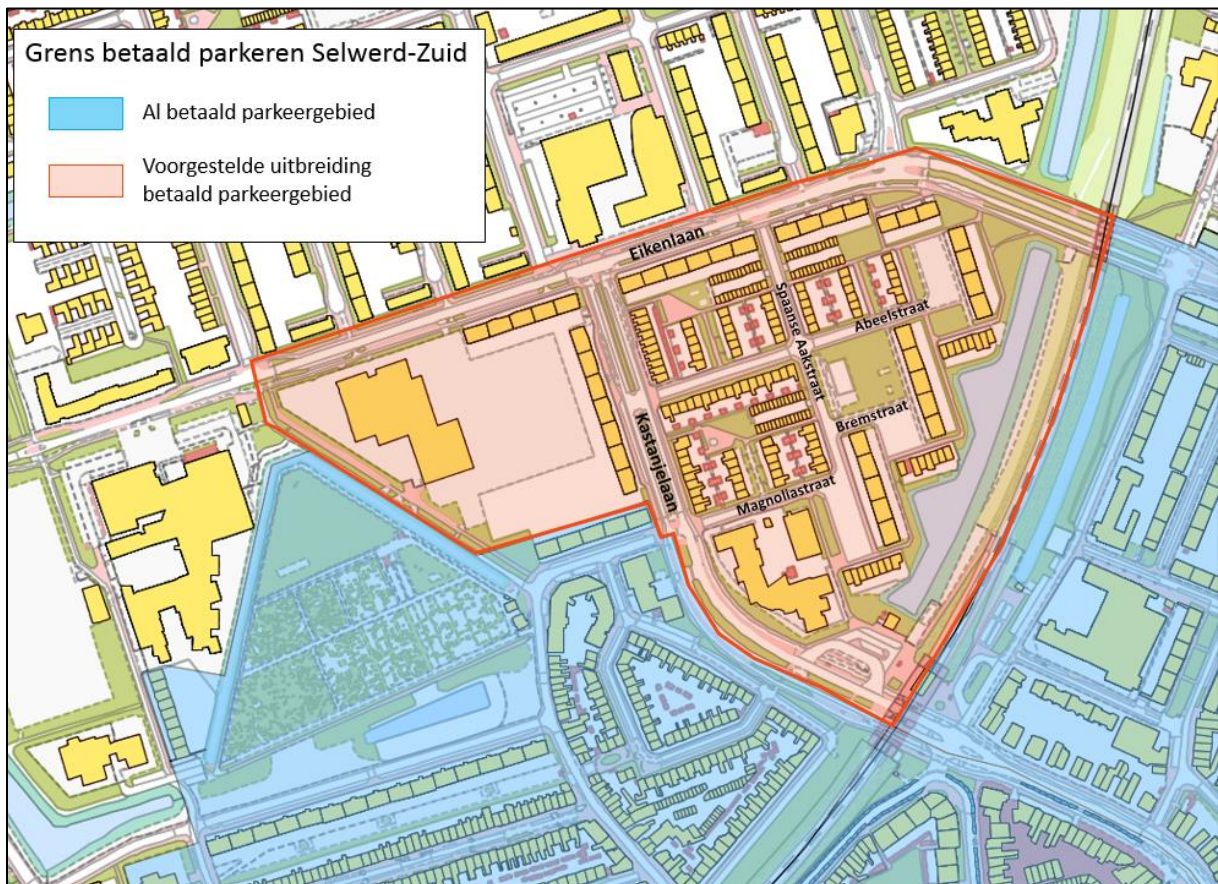 Grens betaald parkeren Selwerd-Zuid
Al betaald parkeergebied
Voorgestelde uitbreiding
betaald parkeergebied
Eikenlaan
Spaanse Aakstraat
Abeelstraat
Kastanjelaan
Bremstraat
Magnoliastraat